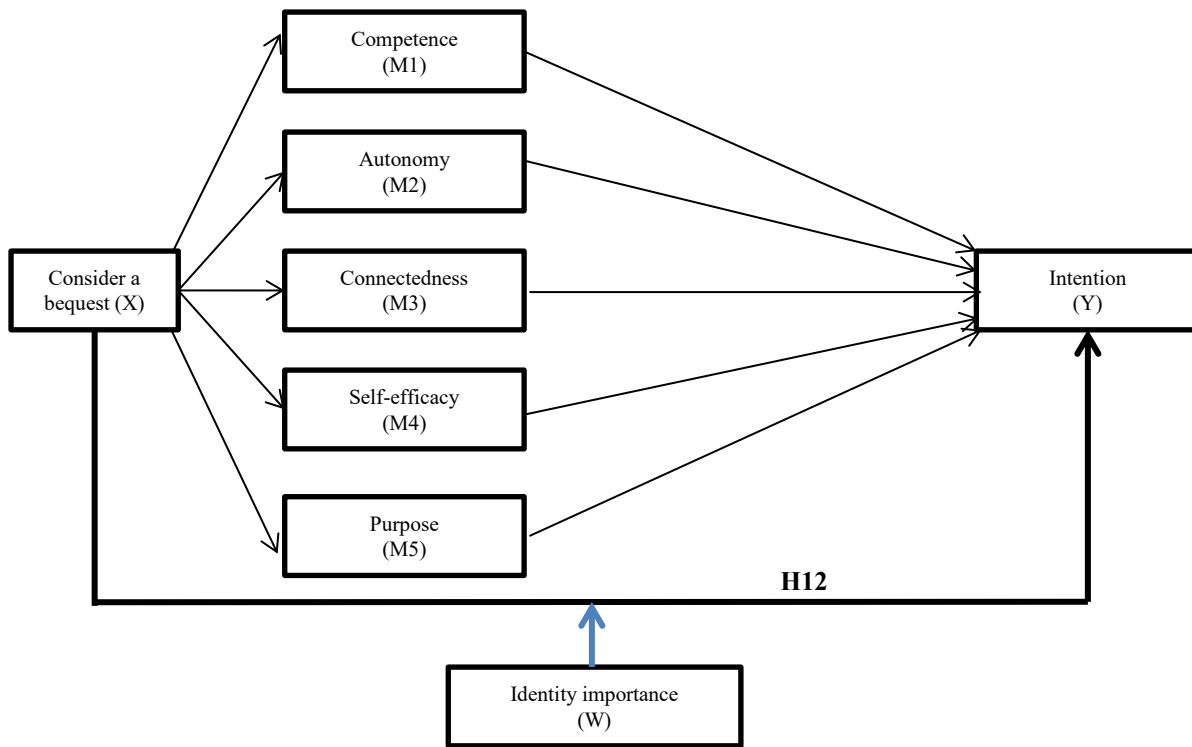 Competence
(M1)
Autonomy
(M2)
Consider a
bequest (X)
Connectedness
(M3)
Intention
(Y)
Self-efficacy
(M4)
Purpose
(M5)
H12
Identity importance
(W)